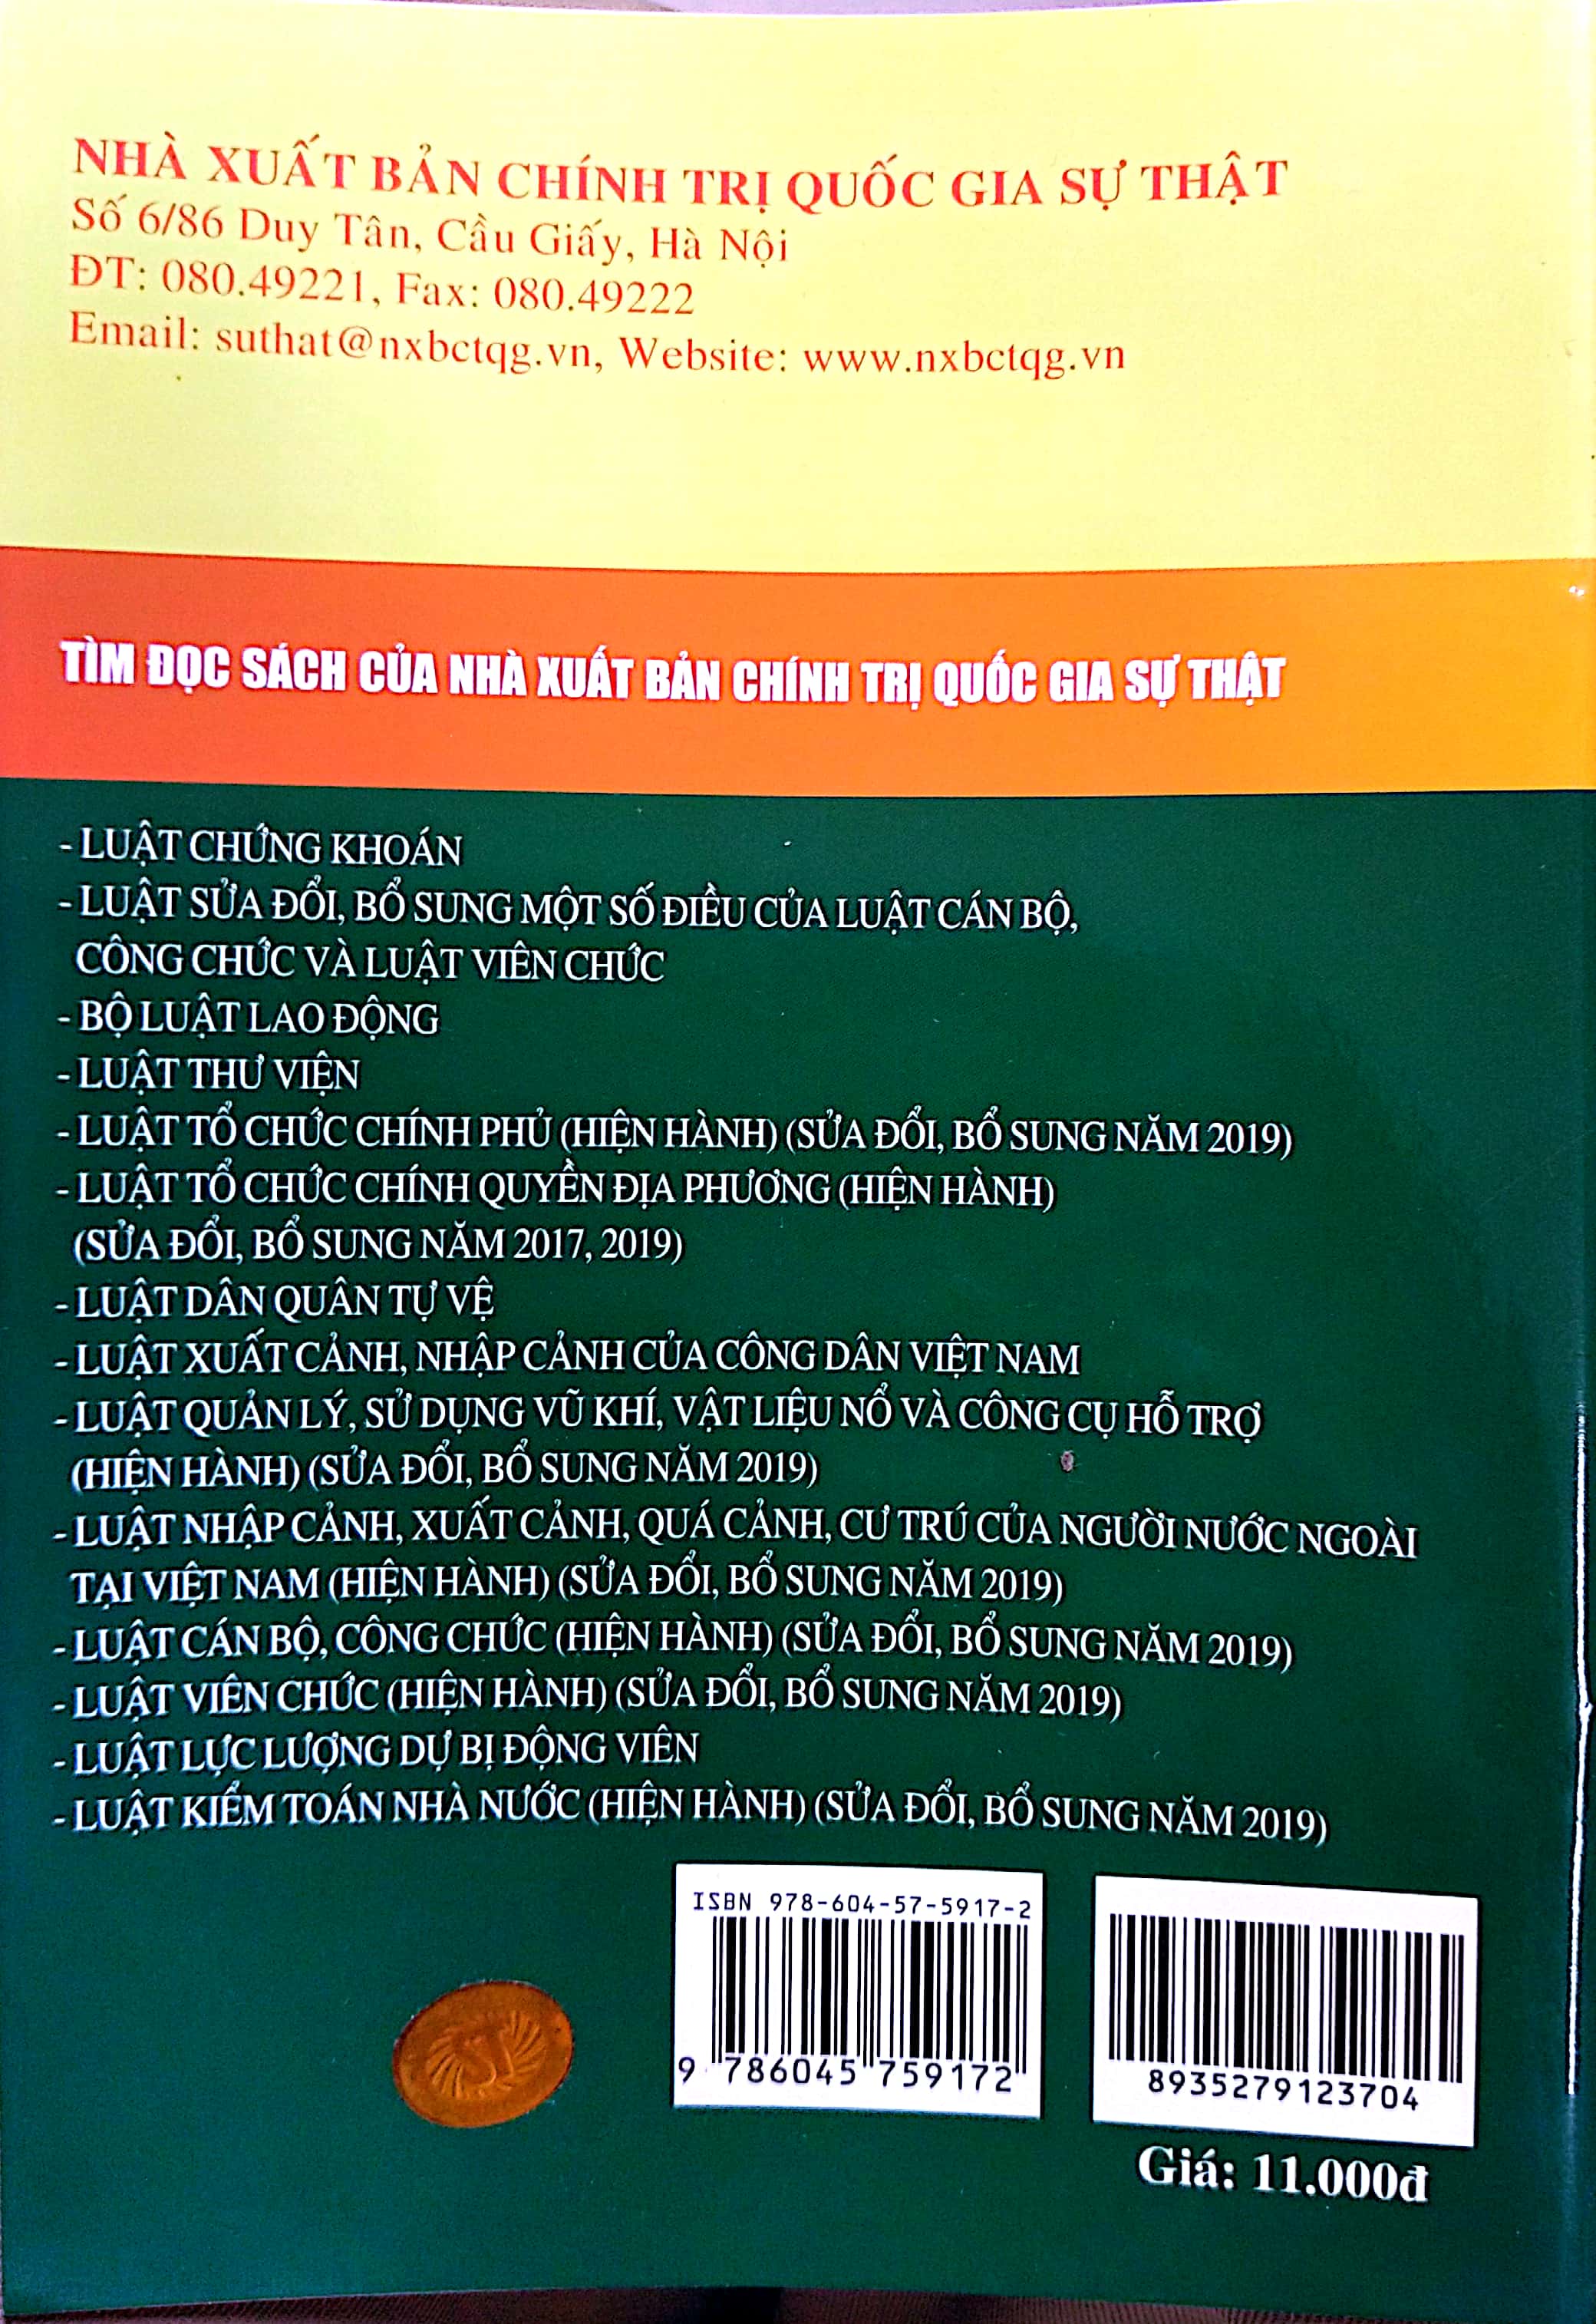 NHÀ XUẤT BẢN CHÍNH TRỊ QUỐC GIA SỰ THẬT
Số 6/86 Duy Tân, Cầu Giấy, Hà Nội
ĐT: 080.49221, Fax: 080.49222
Email: suthat@nxbctqg.vn, Website: www.nxbctqg.vn
TÌM ĐỌC SÁCH CỦA NHÀ XUẤT BẢN CHÍNH TRỊ QUỐC GIA SỰ THẬT
- LUẬT CHỨNG KHOÁN
- LUẬT SỬA ĐỔI, BỔ SUNG MỘT SỐ ĐIỀU CỦA LUẬT CÁN BỘ,
CÔNG CHỨC VÀ LUẬT VIÊN CHỨC
- BỘ LUẬT LAO ĐỘNG
- LUẬT THƯ VIỆN
- LUẬT TỔ CHỨC CHÍNH PHỦ (HIỆN HÀNH) (SỬA ĐỔI, BỔ SUNG NĂM 2019)
- LUẬT TỔ CHỨC CHÍNH QUYỀN ĐỊA PHƯƠNG (HIỆN HÀNH)
(SỬA ĐỔI, BỔ SUNG NĂM 2017, 2019)
- LUẬT DÂN QUÂN TỰ VỆ
- LUẬT XUẤT CẢNH, NHẬP CẢNH CỦA CÔNG DÂN VIỆT NAM
- LUẬT QUẢN LÝ, SỬ DỤNG VŨ KHÍ, VẬT LIỆU NỔ VÀ CÔNG CỤ HỖ TRỢ
(HIỆN HÀNH) (SỬA ĐỔI, BỔ SUNG NĂM 2019)
- LUẬT NHẬP CẢNH, XUẤT CẢNH, QUÁ CẢNH, CƯ TRÚ CỦA NGƯỜI NƯỚC NGOÀI
TẠI VIỆT NAM (HIỆN HÀNH) (SỬA ĐỔI, BỔ SUNG NĂM 2019)
- LUẬT CÁN BỘ, CÔNG CHỨC (HIỆN HÀNH) (SỬA ĐỔI, BỔ SUNG NĂM 2019)
- LUẬT VIÊN CHỨC (HIỆN HÀNH) (SỬA ĐỔI, BỔ SUNG NĂM 2019)
- LUẬT LỰC LƯỢNG DỰ BỊ ĐỘNG VIÊN
- LUẬT KIỂM TOÁN NHÀ NƯỚC (HIỆN HÀNH) (SỬA ĐỔI, BỔ SUNG NĂM 2019)
ISBN 978-604-57-5917-2
9 786045 759172
8935279123704
ST
Giá: 11.000đ